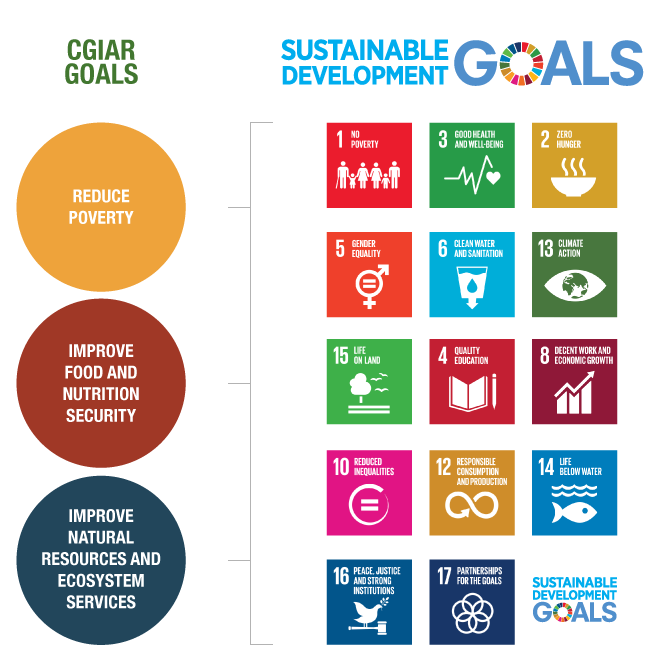 CGIAR
GOALS
SUSTAINABLE
DEVELOPMENT
GOALS
REDUCE
POVERTY
IMPROVE
FOOD AND
NUTRITION
SECURITY
IMPROVE
NATURAL
RESOURCES AND
ECOSYSTEM
SERVICES
1 NO
POVERTY
3 GOOD HEALTH
AND WELL-BEING
2 ZERO
HUNGER
5 GENDER
EQUALITY
6 CLEAN WATER
AND SANITATION
13 CLIMATE
ACTION
15 LIFE
ON LAND
4 QUALITY
EDUCATION
8 DECENT WORK AND
ECONOMIC GROWTH
10 REDUCED
INEQUALITIES
12 RESPONSIBLE
CONSUMPTION
AND PRODUCTION
14 LIFE
BELOW WATER
16 PEACE, JUSTICE
AND STRONG
INSTITUTIONS
17 PARTNERSHIPS
FOR THE GOALS
SUSTAINABLE
DEVELOPMENT
GOALS